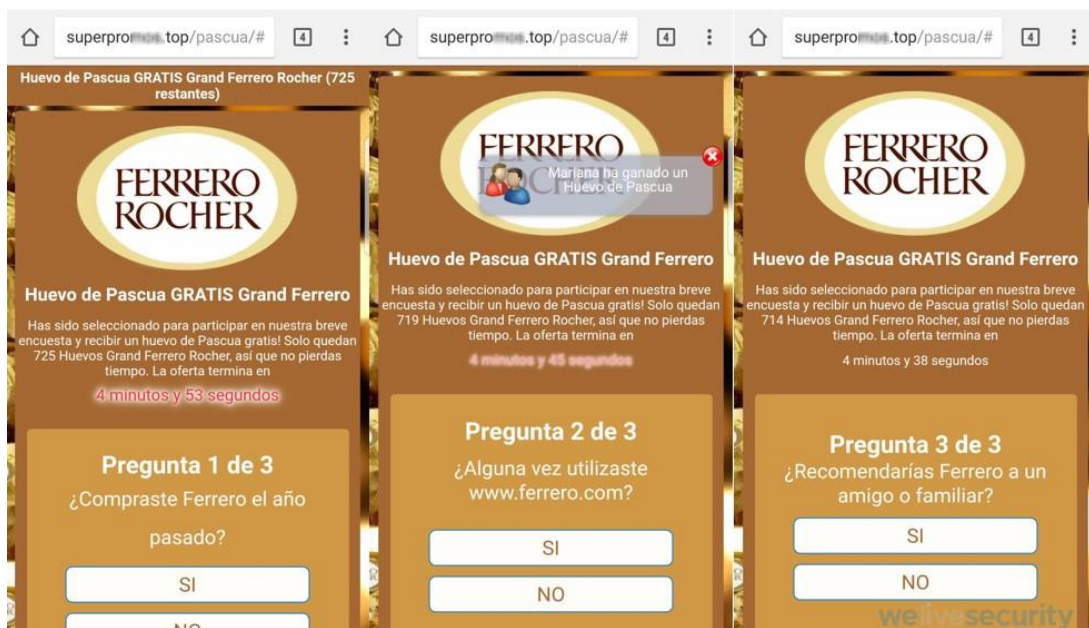 superpromos.top/pascua/#
4
Huevo de Pascua GRATIS Grand Ferrero Rocher (725
restantes)
FERRERO
ROCHER
Huevo de Pascua GRATIS Grand Ferrero
Has sido seleccionado para participar en nuestra breve
encuesta y recibir un huevo de Pascua gratis! Solo quedan
725 Huevos Grand Ferrero Rocher, así que no pierdas
tiempo. La oferta termina en
4 minutos y 53 segundos
Pregunta 1 de 3
¿Compraste Ferrero el año
pasado?
SI
NO
superpromos.top/pascua/#
4
FERRERO
Mariana ha ganado un
Huevo de Pascua
Huevo de Pascua GRATIS Grand Ferrero
Has sido seleccionado para participar en nuestra breve
encuesta y recibir un huevo de Pascua gratis! Solo quedan
719 Huevos Grand Ferrero Rocher, así que no pierdas
tiempo. La oferta termina en
4 minutos y 45 segundos
Pregunta 2 de 3
¿Alguna vez utilizaste
www.ferrero.com?
SI
NO
superpromos.top/pascua/#
4
FERRERO
ROCHER
Huevo de Pascua GRATIS Grand Ferrero
Has sido seleccionado para participar en nuestra breve
encuesta y recibir un huevo de Pascua gratis! Solo quedan
714 Huevos Grand Ferrero Rocher, así que no pierdas
tiempo. La oferta termina en
4 minutos y 38 segundos
Pregunta 3 de 3
¿Recomendarías Ferrero a un
amigo o familiar?
SI
NO
welivesecurity